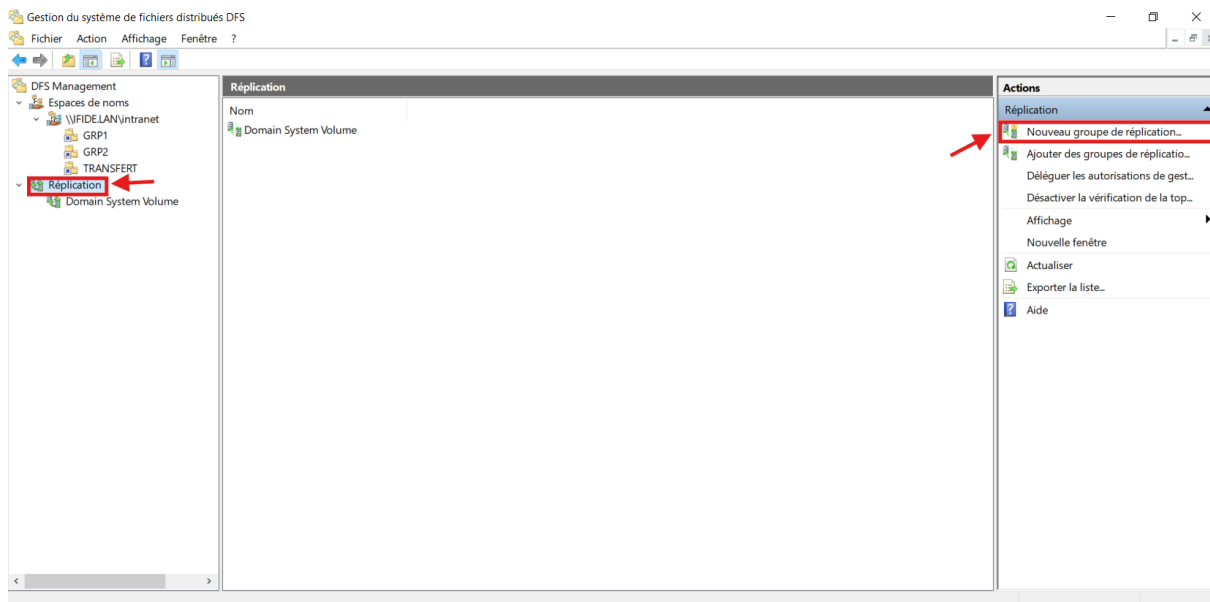 Gestion du système de fichiers distribués DFS
Fichier Action Affichage Fenêtre ?
DFS Management
Espaces de noms
\\IFIDE.LAN\intranet
GRP1
GRP2
TRANSFERT
Réplication
Domain System Volume
Réplication
Nom
Domain System Volume
Actions
Réplication
Nouveau groupe de réplication...
Ajouter des groupes de réplicatio...
Déléguer les autorisations de gest...
Désactiver la vérification de la top...
Affichage
Nouvelle fenêtre
Actualiser
Exporter la liste...
Aide